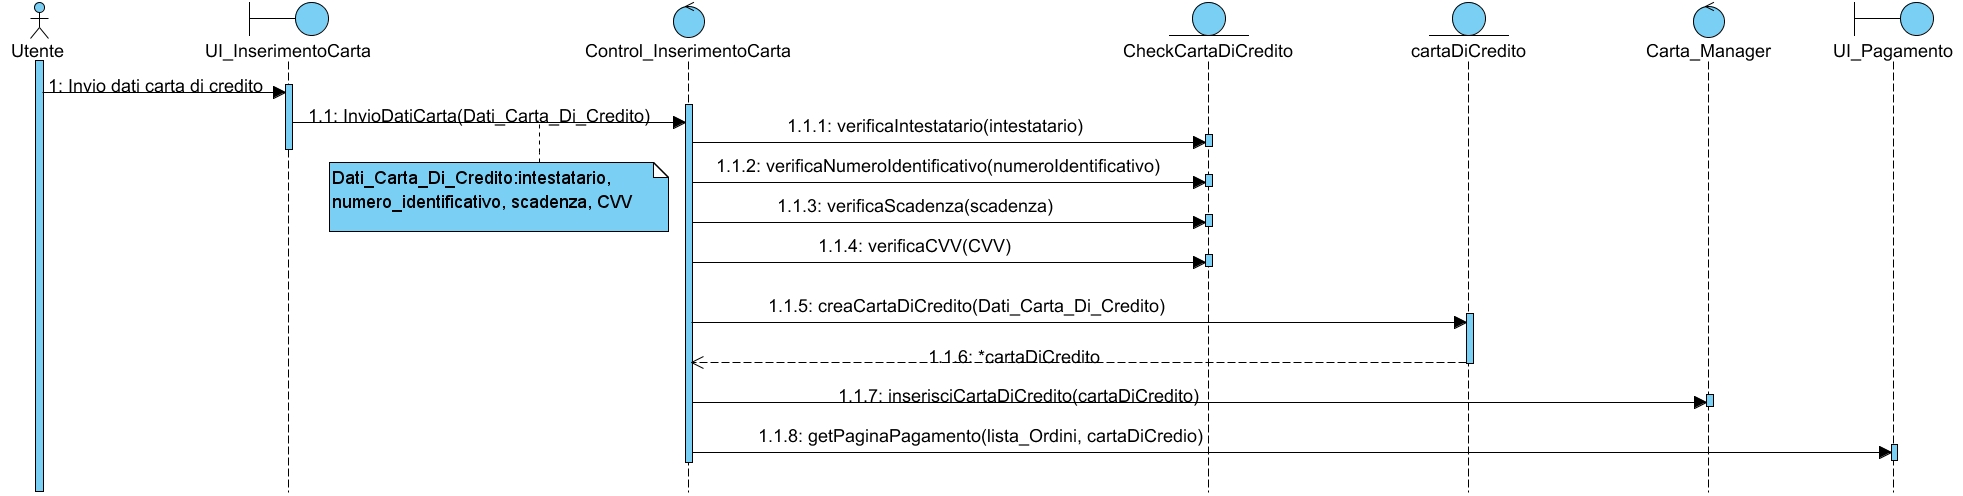 Utente
UI_InserimentoCarta
Control_InserimentoCarta
CheckCartaDiCredito
cartaDiCredito
Carta_Manager
UI_Pagamento
1: Invio dati carta di credito
1.1: InvioDatiCarta(Dati_Carta_Di_Credito)
Dati_Carta_Di_Credito:intestatario,
numero_identificativo, scadenza, CVV
1.1.1: verificaIntestatario(intestatario)
1.1.2: verificaNumeroIdentificativo(numeroIdentificativo)
1.1.3: verificaScadenza(scadenza)
1.1.4: verificaCVV(CVV)
1.1.5: creaCartaDiCredito(Dati_Carta_Di_Credito)
1.1.6: *cartaDiCredito
1.1.7: inserisciCartaDiCredito(cartaDiCredito)
1.1.8: getPaginaPagamento(lista_Ordini, cartaDiCredio)